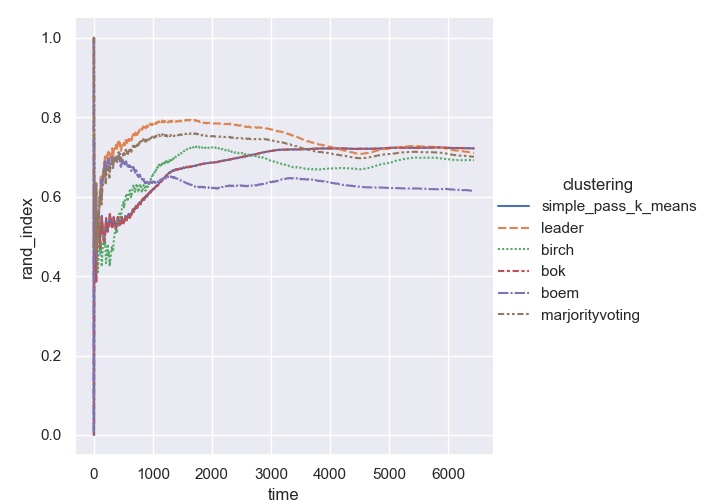 1.0
0.8
0.6
0.4
0.2
0.0
rand_index
0 1000 2000 3000 4000 5000 6000
time
clustering
simple_pass_k_means
leader
birch
bok
boem
marjorityvoting